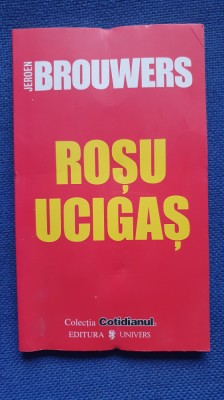 JEROEN
BROUWERS
ROȘU
UCIGAȘ
Colecția Cotidianul
EDITURA UNIVERS